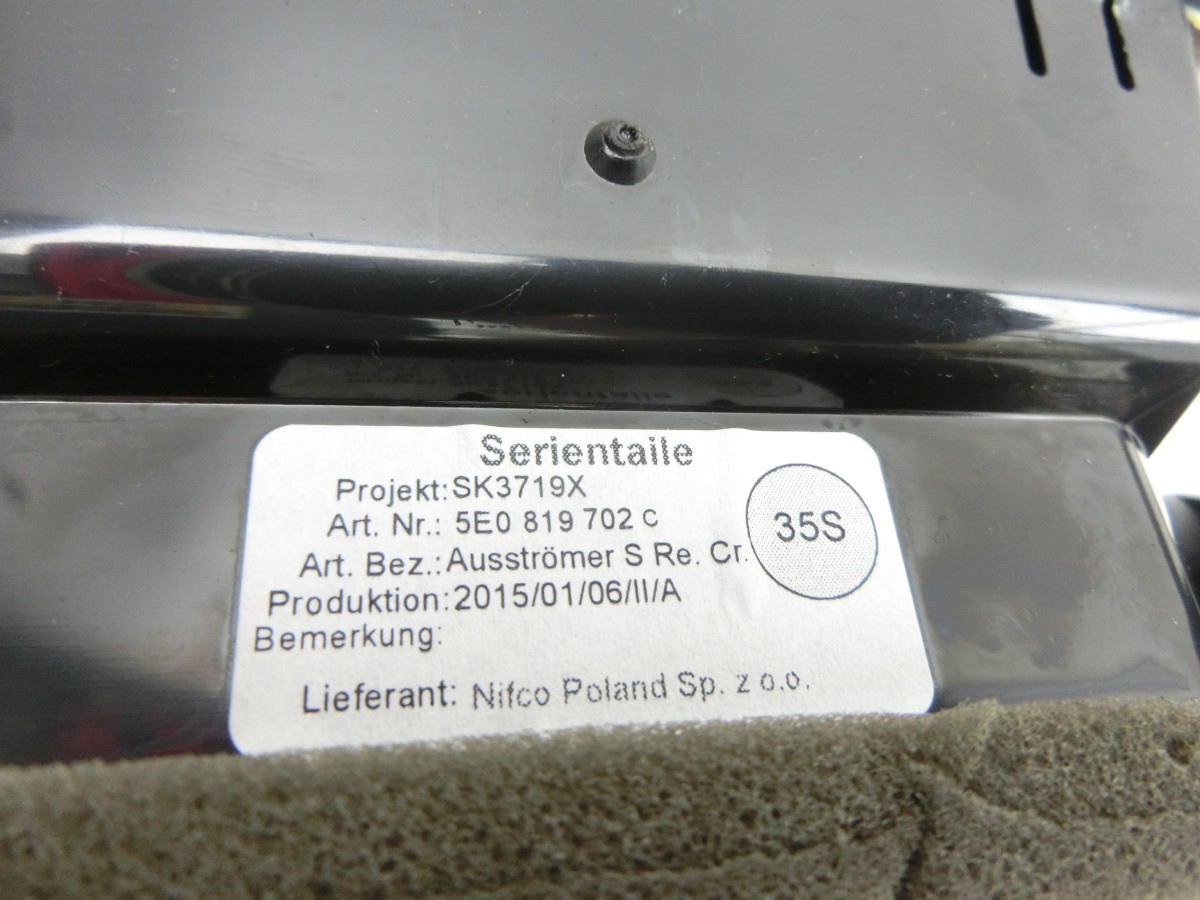 Serientaile
Projekt:SK3719X
Art. Nr.: 5E0 819 702 C
35S
Art. Bez.:Ausströmer S Re. Cr.
Produktion:2015/01/06/II/A
Bemerkung:
Lieferant: Nifco Poland Sp. z o.o.